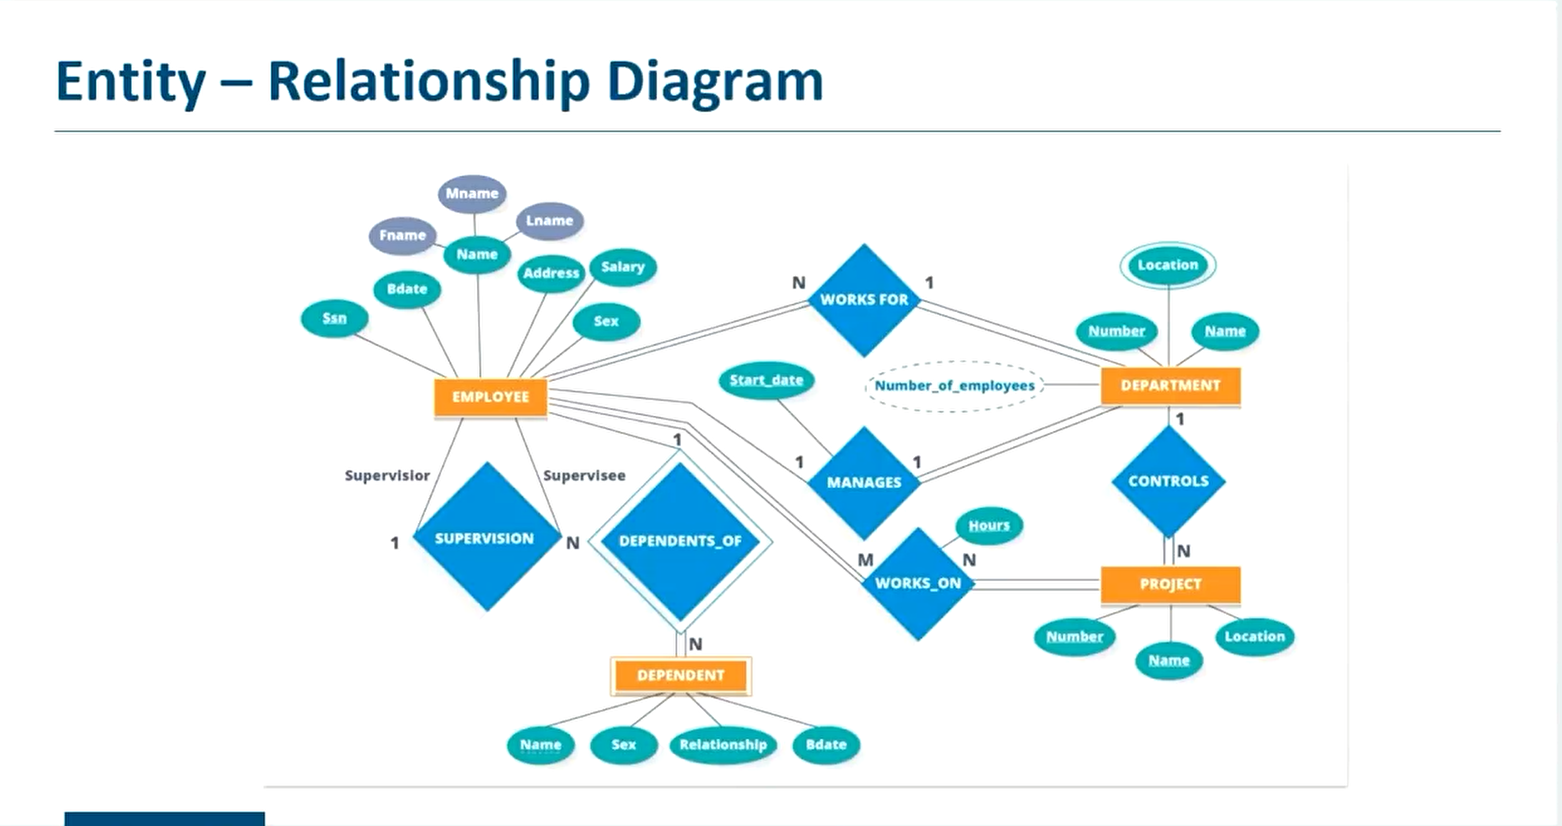 Entity – Relationship Diagram
Mname
Lname
Fname
Name
Address
Salary
Bdate
Ssn
Sex
EMPLOYEE
N
WORKS FOR
1
Location
Number
Name
Start_date
Number_of_employees
DEPARTMENT
1
1
MANAGES
1
1
CONTROLS
N
Supervisior
Supervisee
1
SUPERVISION
N
DEPENDENTS_OF
N
Hours
M
WORKS_ON
N
PROJECT
Number
Name
Location
DEPENDENT
Name
Sex
Relationship
Bdate